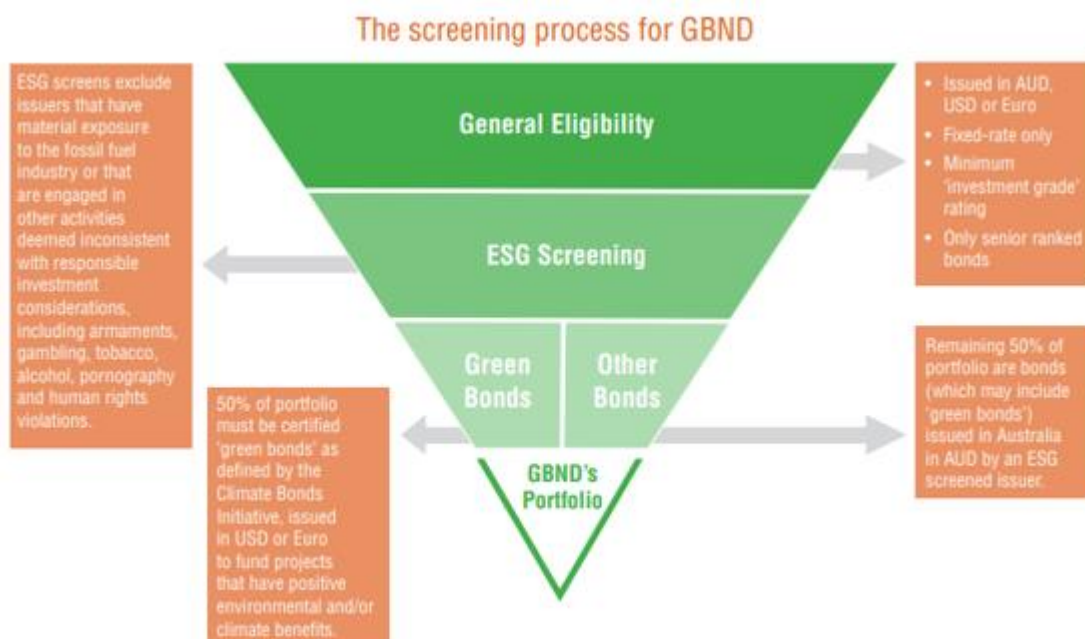 The screening process for GBND
ESG screens exclude
issuers that have
material exposure
to the fossil fuel
industry or that
are engaged in
other activities
deemed inconsistent
with responsible
investment
considerations,
including armaments,
gambling, tobacco,
alcohol, pornography
and human rights
violations.
General Eligibility
• Issued in AUD,
USD or Euro
• Fixed-rate only
• Minimum
'investment grade'
rating
• Only senior ranked
bonds
ESG Screening
Green
Bonds
Other
Bonds
50% of portfolio
must be certified
'green bonds' as
defined by the
Climate Bonds
Initiative, issued
in USD or Euro
to fund projects
that have positive
environmental and/or
climate benefits.
Remaining 50% of
portfolio are bonds
(which may include
'green bonds')
issued in Australia
in AUD by an ESG
screened issuer.
GBND's
Portfolio